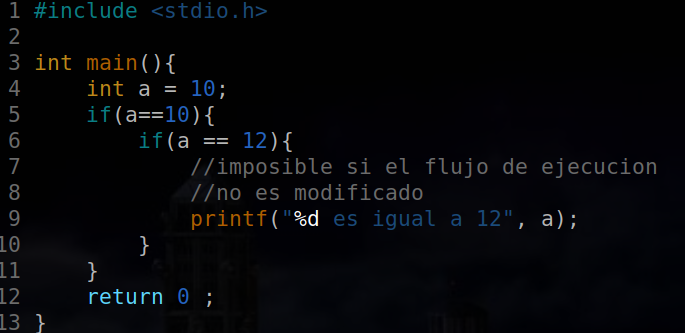 1 #include <stdio.h>
2
3 int main(){
4     int a = 10;
5     if(a==10){
6         if(a == 12){
7             //imposible si el flujo de ejecucion
8             //no es modificado
9             printf("%d es igual a 12", a);
10         }
11     }
12     return 0 ;
13 }